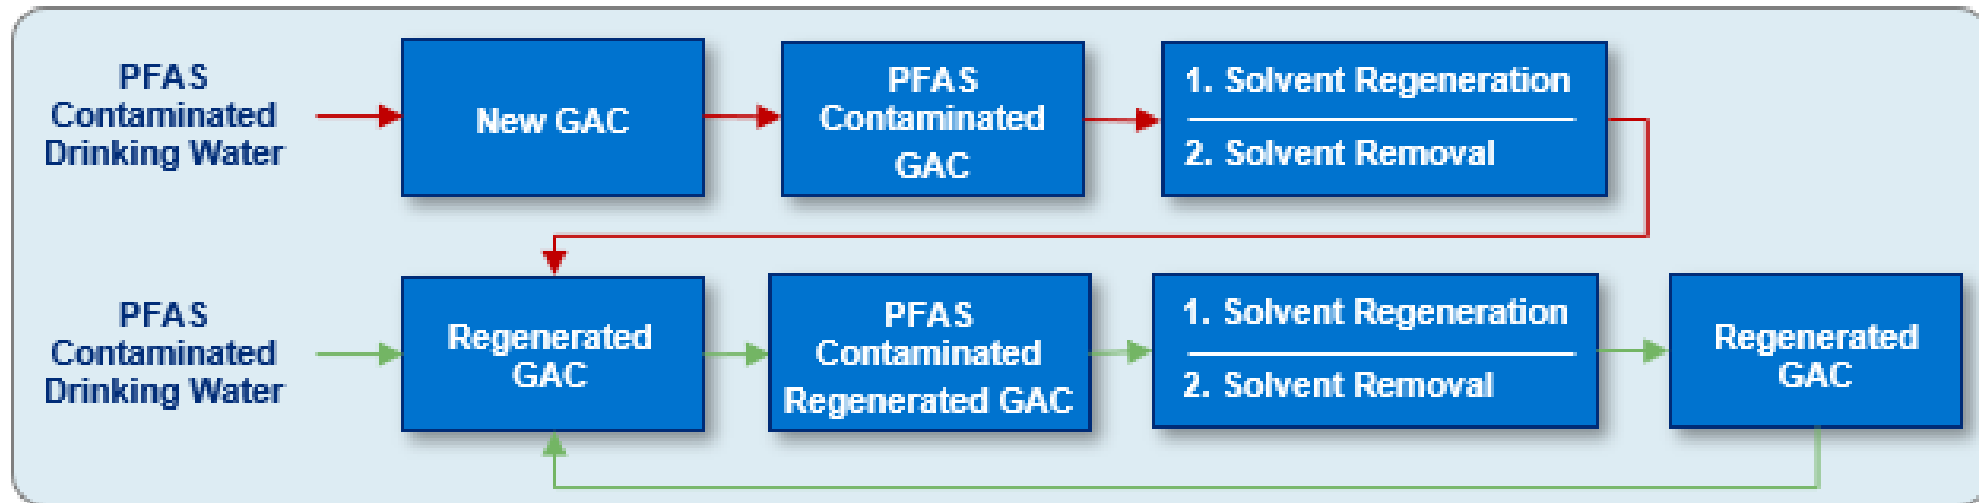 PFAS
Contaminated
Drinking Water
New GAC
PFAS
Contaminated
GAC
1. Solvent Regeneration
2. Solvent Removal
PFAS
Contaminated
Drinking Water
Regenerated
GAC
PFAS
Contaminated
Regenerated GAC
1. Solvent Regeneration
2. Solvent Removal
Regenerated
GAC